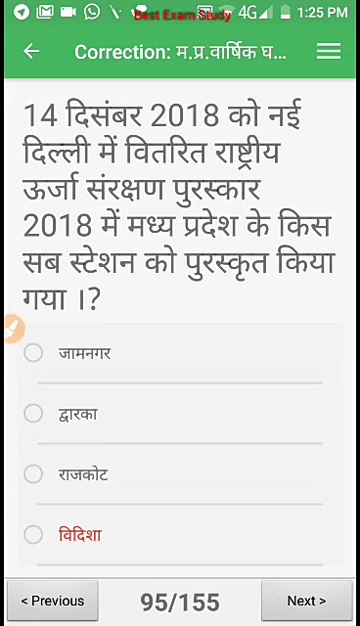 Best Exam Study 4G 1:25 PM
Correction: म.प्र.वार्षिक घ...
14 दिसंबर 2018 को नई
दिल्ली में वितरित राष्ट्रीय
ऊर्जा संरक्षण पुरस्कार
2018 में मध्य प्रदेश के किस
सब स्टेशन को पुरस्कृत किया
गया ।?
जामनगर
द्वारका
राजकोट
विदिशा
< Previous 95/155 Next >